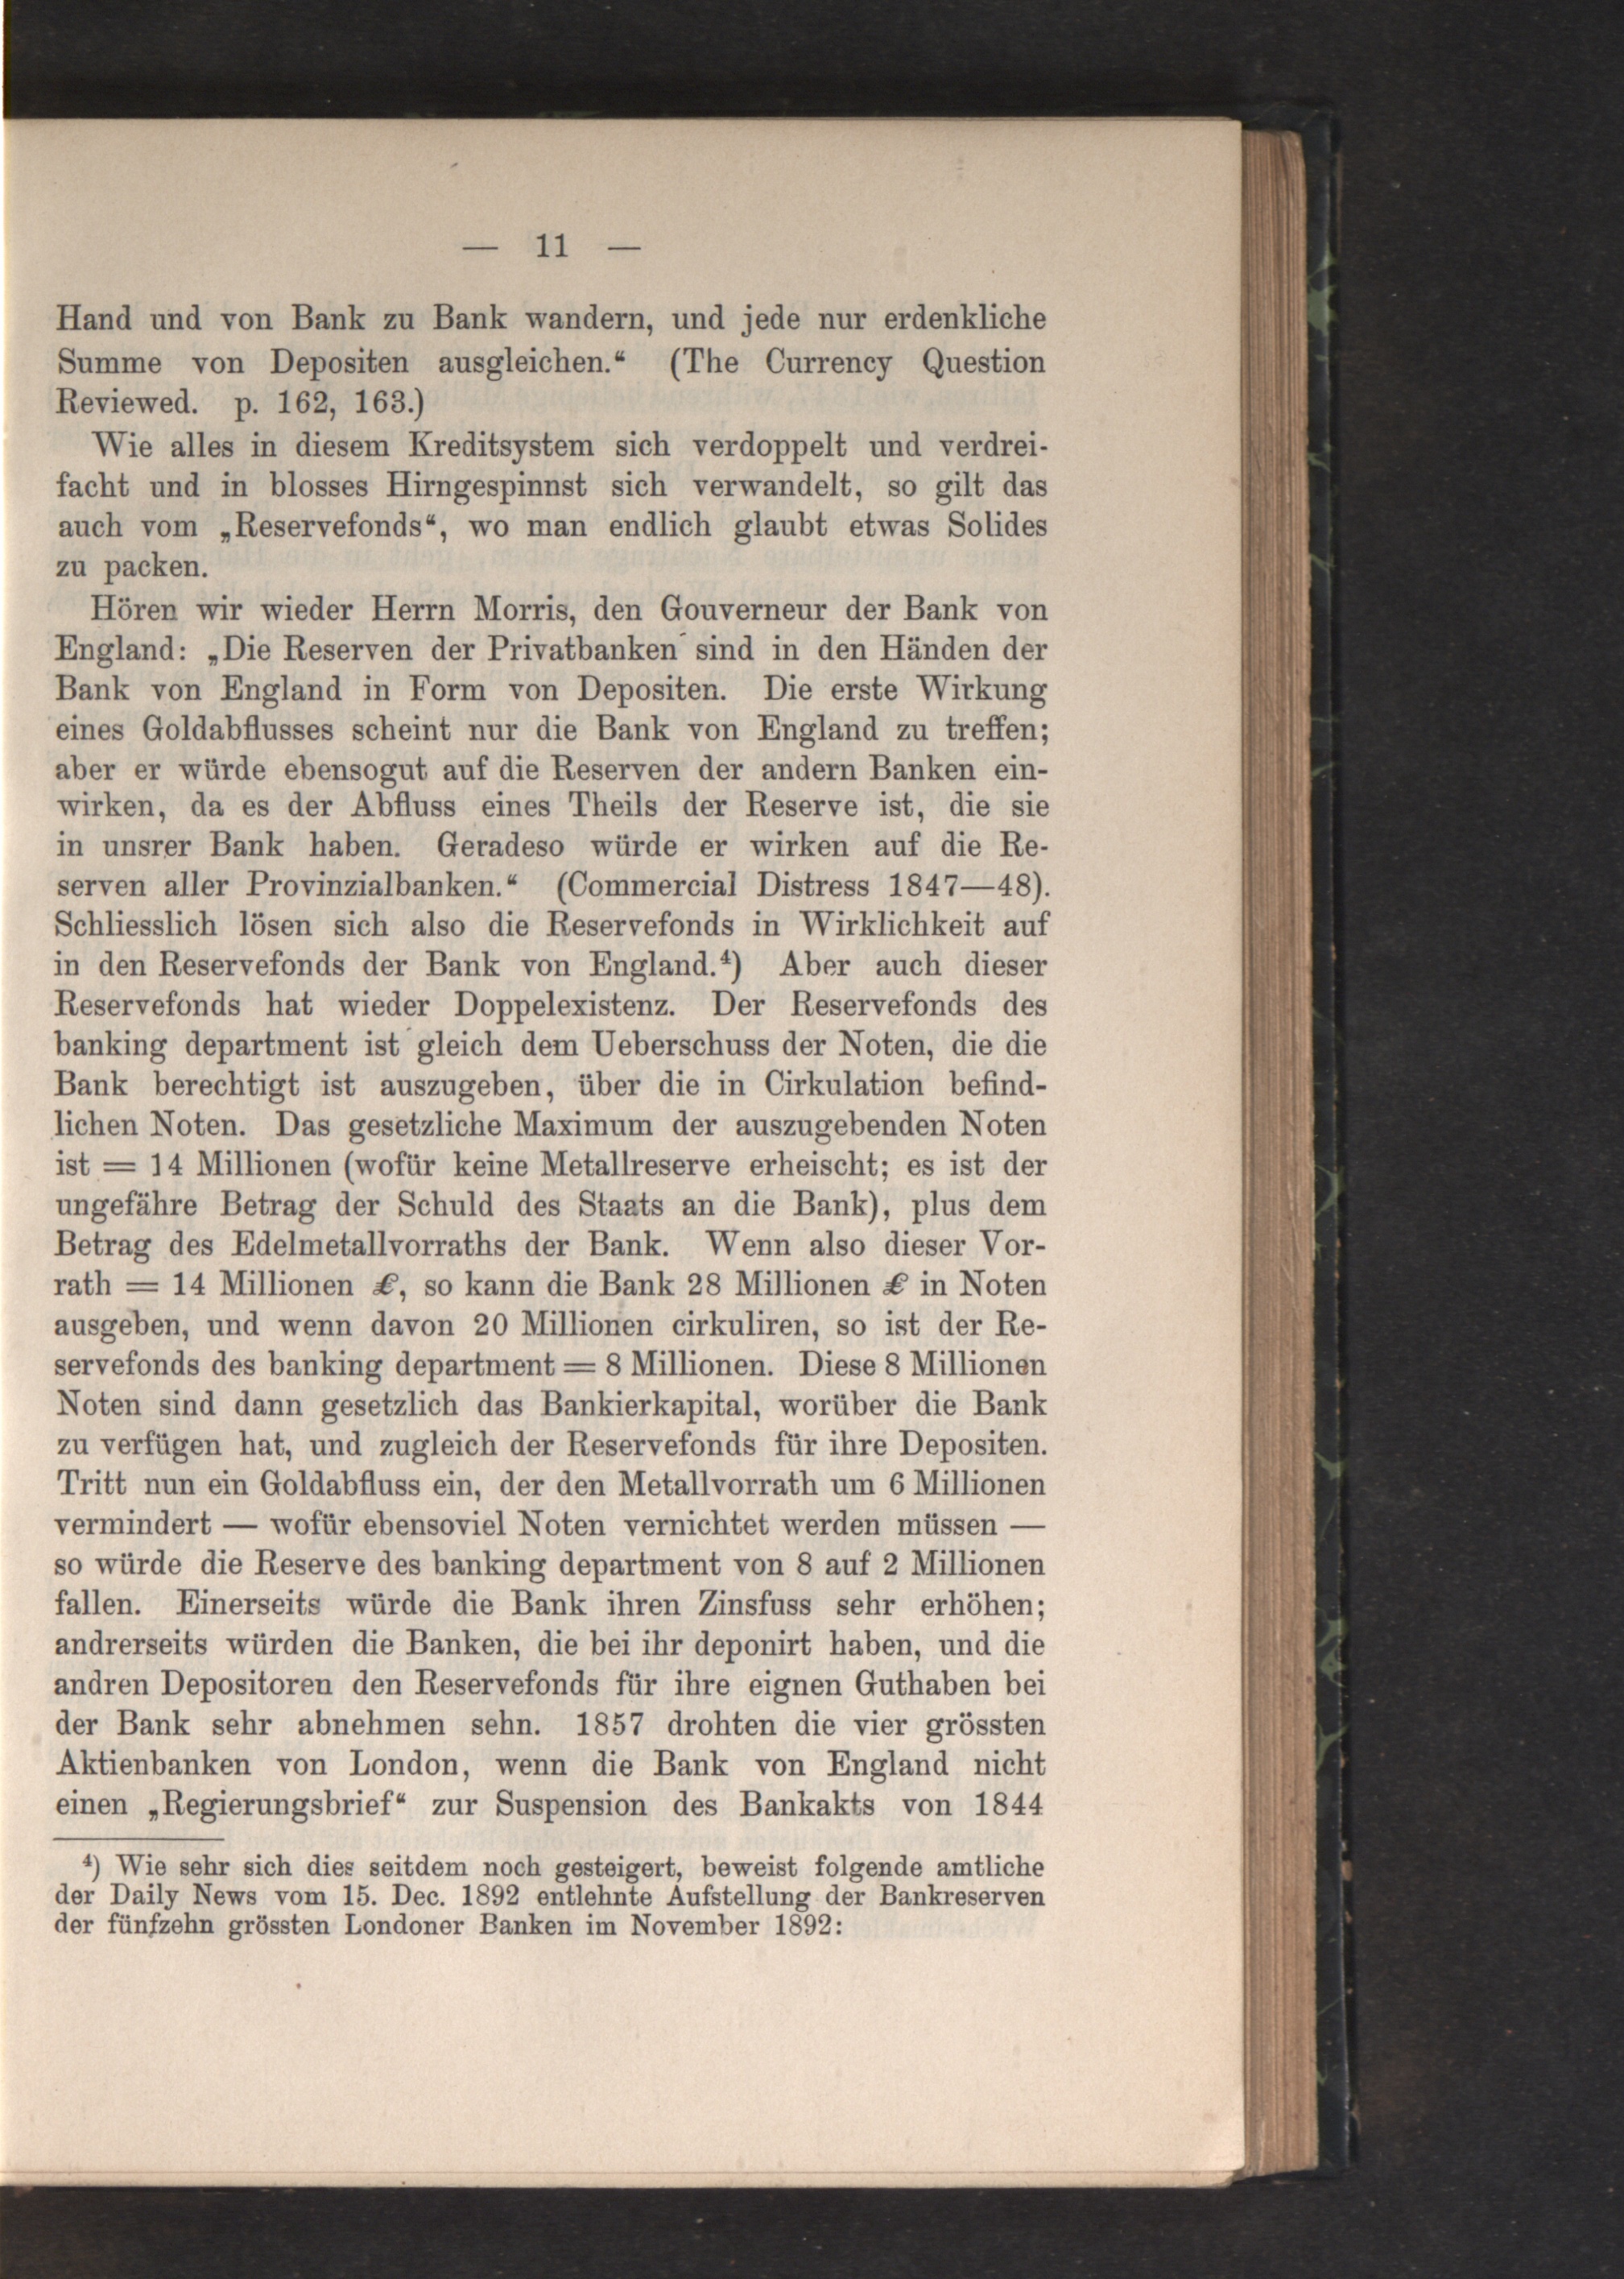 — 11 —
Hand und von Bank zu Bank wandern, und jede nur erdenkliche
Summe von Depositen ausgleichen.“ (The Currency Question
Reviewed. p. 162, 163.)
Wie alles in diesem Kreditsystem sich verdoppelt und verdrei-
facht und in blosses Hirngespinnst sich verwandelt, so gilt das
auch vom „Reservefonds“, wo man endlich glaubt etwas Solides
zu packen.
Hören wir wieder Herrn Morris, den Gouverneur der Bank von
England: „Die Reserven der Privatbanken sind in den Händen der
Bank von England in Form von Depositen. Die erste Wirkung
eines Goldabflusses scheint nur die Bank von England zu treffen;
aber er würde ebensogut auf die Reserven der andern Banken ein-
wirken, da es der Abfluss eines Theils der Reserve ist, die sie
in unsrer Bank haben. Geradeso würde er wirken auf die Re-
serven aller Provinzialbanken.“ (Commercial Distress 1847—48).
Schliesslich lösen sich also die Reservefonds in Wirklichkeit auf
in den Reservefonds der Bank von England.⁴) Aber auch dieser
Reservefonds hat wieder Doppelexistenz. Der Reservefonds des
banking department ist gleich dem Ueberschuss der Noten, die die
Bank berechtigt ist auszugeben, über die in Cirkulation befind-
lichen Noten. Das gesetzliche Maximum der auszugebenden Noten
ist = 14 Millionen (wofür keine Metallreserve erheischt; es ist der
ungefähre Betrag der Schuld des Staats an die Bank), plus dem
Betrag des Edelmetallvorraths der Bank. Wenn also dieser Vor-
rath = 14 Millionen £, so kann die Bank 28 Millionen £ in Noten
ausgeben, und wenn davon 20 Millionen cirkuliren, so ist der Re-
servefonds des banking department = 8 Millionen. Diese 8 Millionen
Noten sind dann gesetzlich das Bankierkapital, worüber die Bank
zu verfügen hat, und zugleich der Reservefonds für ihre Depositen.
Tritt nun ein Goldabfluss ein, der den Metallvorrath um 6 Millionen
vermindert — wofür ebensoviel Noten vernichtet werden müssen —
so würde die Reserve des banking department von 8 auf 2 Millionen
fallen. Einerseits würde die Bank ihren Zinsfuss sehr erhöhen;
andrerseits würden die Banken, die bei ihr deponirt haben, und die
andren Depositoren den Reservefonds für ihre eignen Guthaben bei
der Bank sehr abnehmen sehn. 1857 drohten die vier grössten
Aktienbanken von London, wenn die Bank von England nicht
einen „Regierungsbrief“ zur Suspension des Bankakts von 1844
⁴) Wie sehr sich dies seitdem noch gesteigert, beweist folgende amtliche
der Daily News vom 15. Dec. 1892 entlehnte Aufstellung der Bankreserven
der fünfzehn grössten Londoner Banken im November 1892: